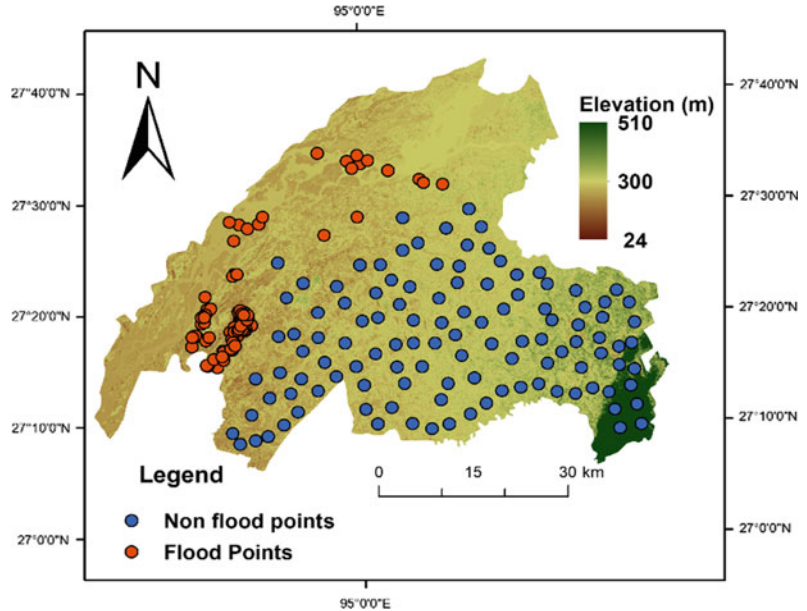 95°0'0"E
N
27°40'0"N
27°40'0"N
Elevation (m)
510
300
24
27°30'0"N
27°30'0"N
27°20'0"N
27°20'0"N
27°10'0"N
27°10'0"N
0 15 30 km
Legend
Non flood points
Flood Points
27°0'0"N
27°0'0"N
95°0'0"E